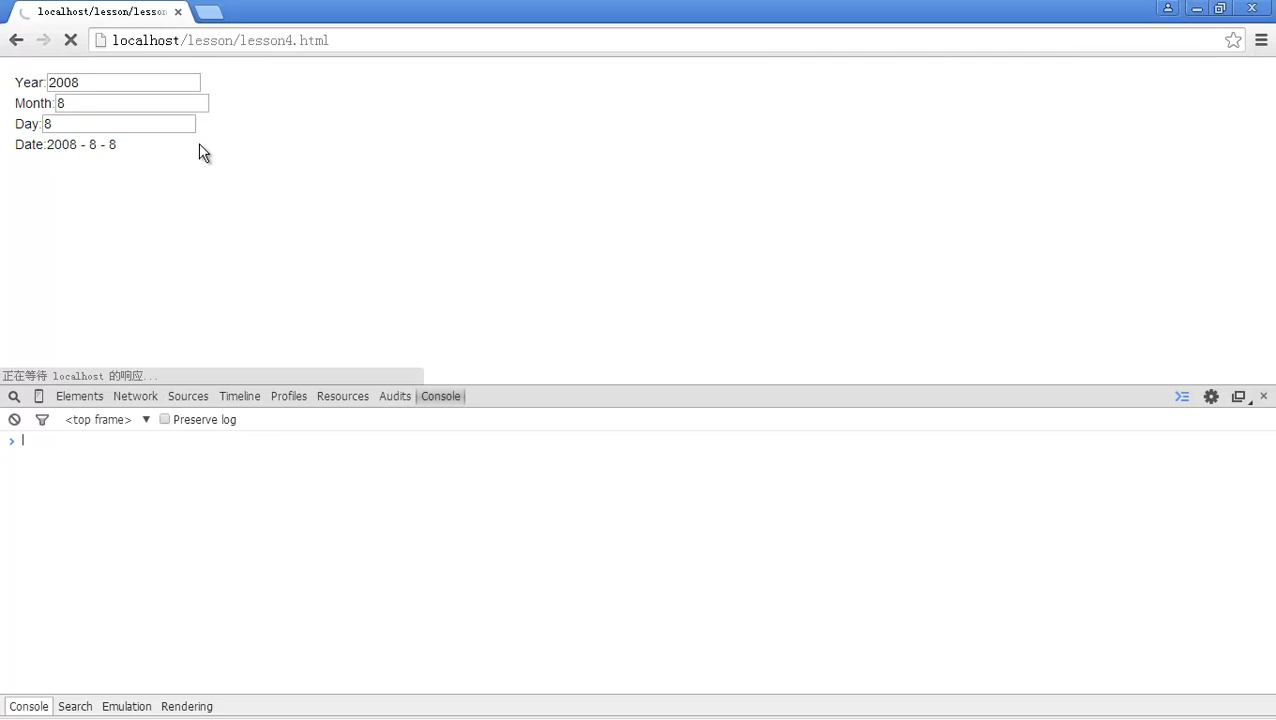 localhost/lesson/lesson
localhost/lesson/lesson4.html
Year:2008
Month:8
Day:8
Date:2008 - 8 - 8
正在等待 localhost 的响应...
Elements Network Sources Timeline Profiles Resources Audits Console
<top frame> ▼ Preserve log
>
Console Search Emulation Rendering